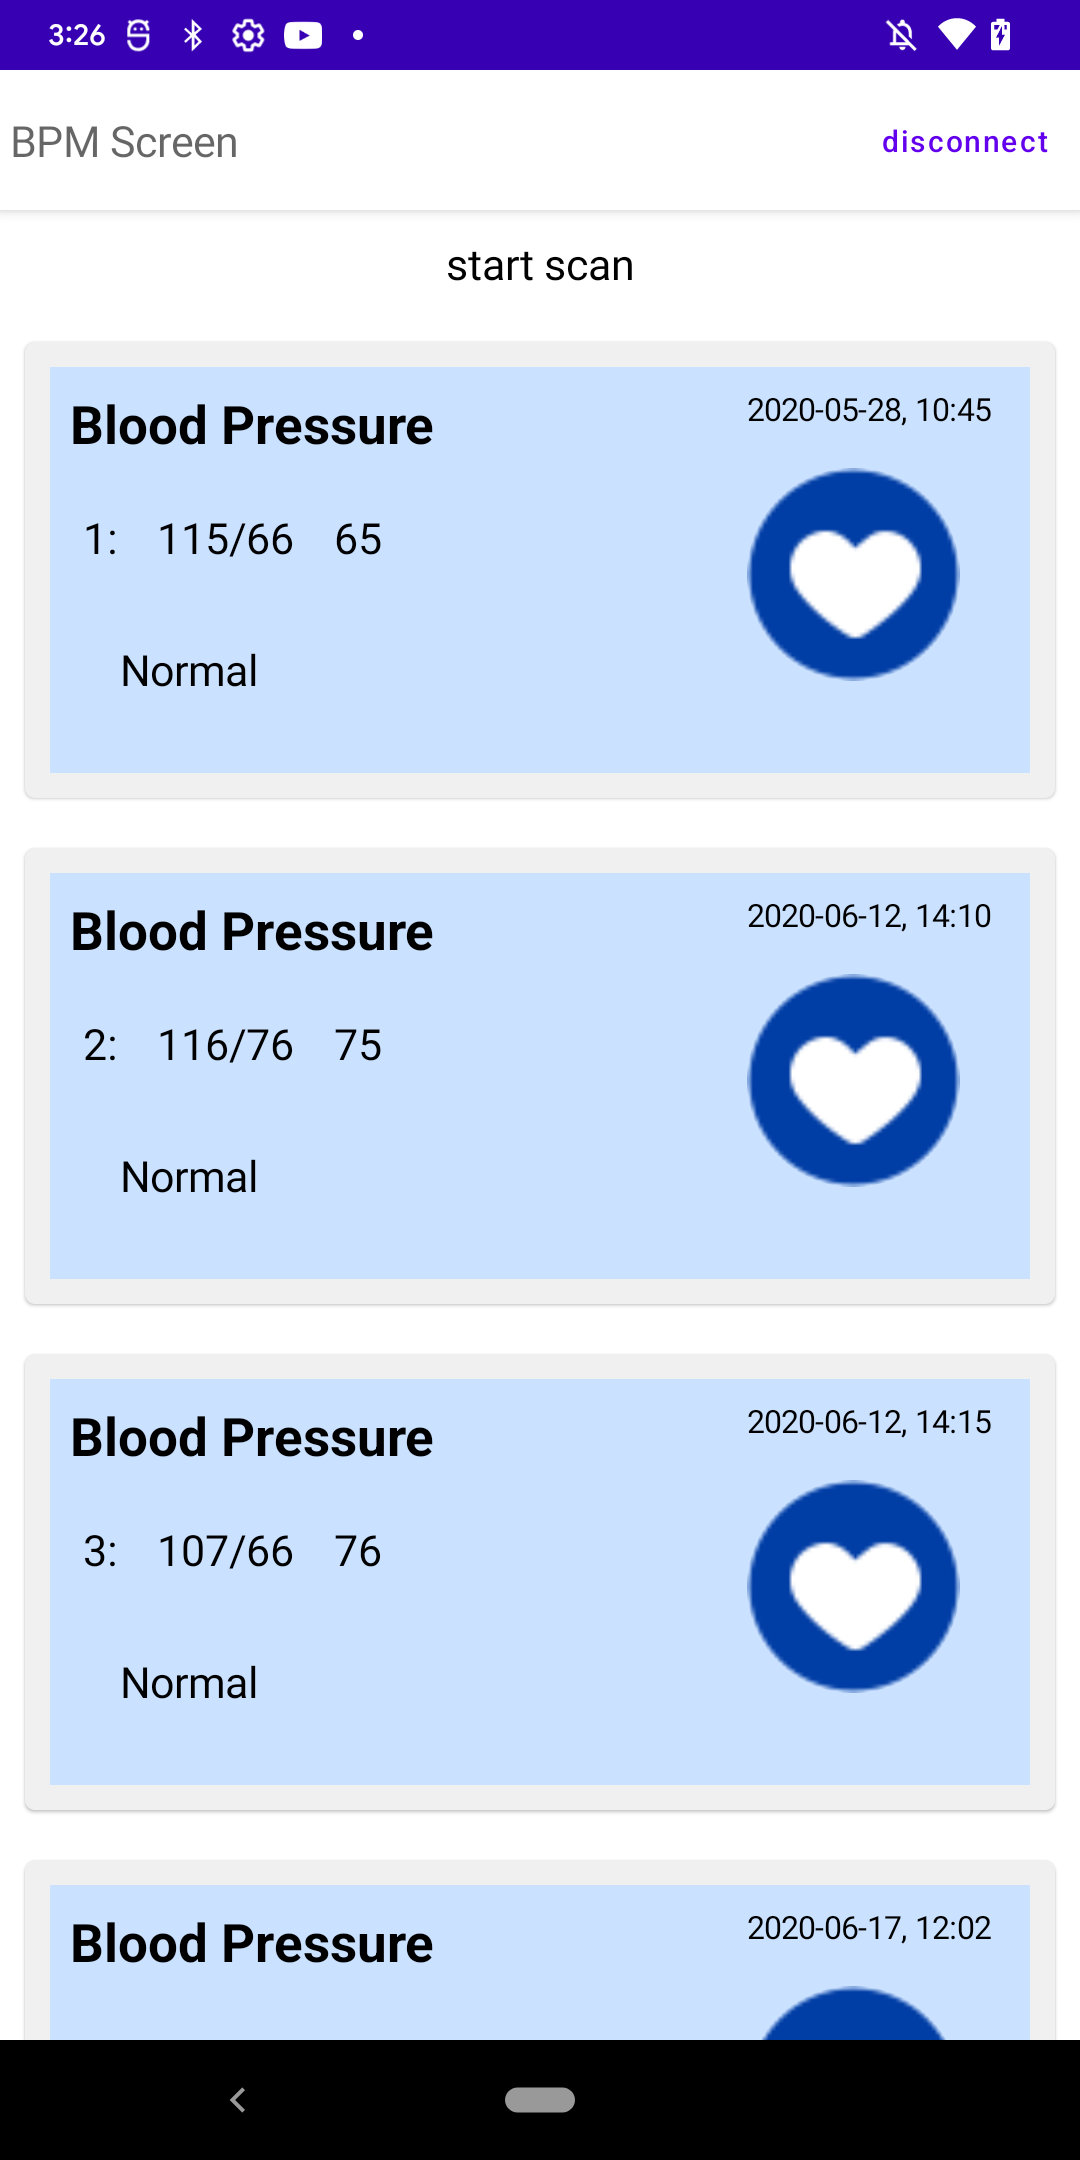 3:26
BPM Screen
disconnect
start scan
Blood Pressure
2020-05-28, 10:45
1: 115/66 65
Normal
Blood Pressure
2020-06-12, 14:10
2: 116/76 75
Normal
Blood Pressure
2020-06-12, 14:15
3: 107/66 76
Normal
Blood Pressure
2020-06-17, 12:02